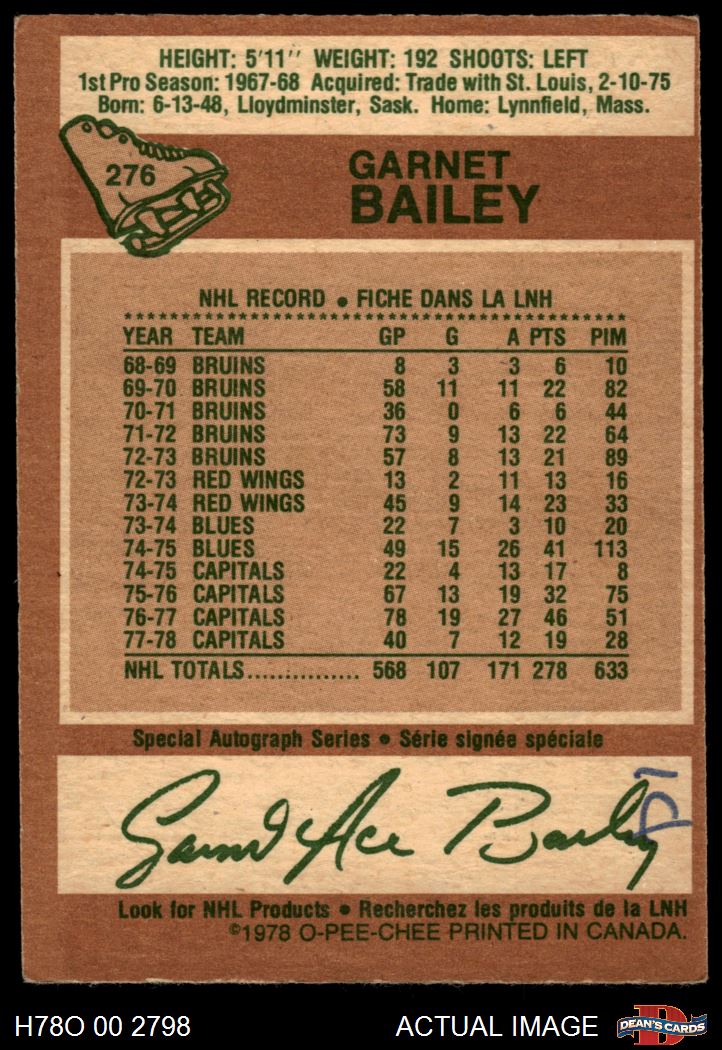 HEIGHT: 5'11" WEIGHT: 192 SHOOTS: LEFT
1st Pro Season: 1967-68 Acquired: Trade with St. Louis, 2-10-75
Born: 6-13-48, Lloydminster, Sask. Home: Lynnfield, Mass.
276
GARNET
BAILEY
NHL RECORD • FICHE DANS LA LNH
YEAR TEAM GP G A PTS PIM
68-69 BRUINS 8 3 3 6 10
69-70 BRUINS 58 11 11 22 82
70-71 BRUINS 36 0 6 6 44
71-72 BRUINS 73 9 13 22 64
72-73 BRUINS 57 8 13 21 89
72-73 RED WINGS 13 2 11 13 16
73-74 RED WINGS 45 9 14 23 33
73-74 BLUES 22 7 3 10 20
74-75 BLUES 49 15 26 41 113
74-75 CAPITALS 22 4 13 17 8
75-76 CAPITALS 67 13 19 32 75
76-77 CAPITALS 78 19 27 46 51
77-78 CAPITALS 40 7 12 19 28
NHL TOTALS................ 568 107 171 278 633
Special Autograph Series • Série signée spéciale
Garnet Ace Bailey
Look for NHL Products • Recherchez les produits de la LNH
©1978 O-PEE-CHEE PRINTED IN CANADA.
H78O 00 2798 ACTUAL IMAGE DEAN'S CARDS